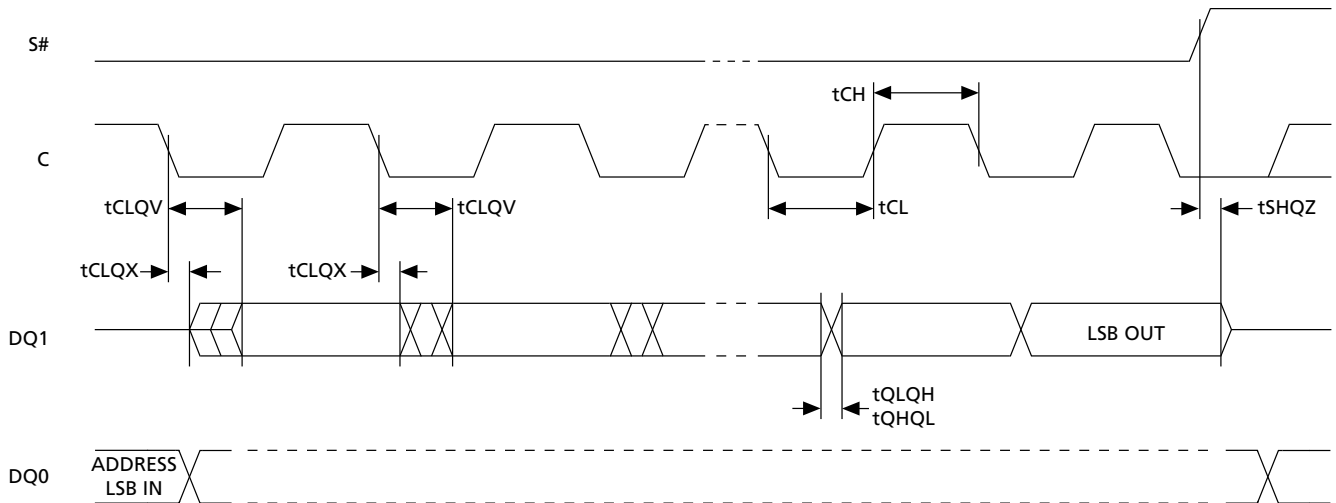 S#
tCH
C
tCLQV
tCLQV
tCL
tSHQZ
tCLQX
tCLQX
DQ1
LSB OUT
tQLQH
tQHQL
DQ0
ADDRESS
LSB IN